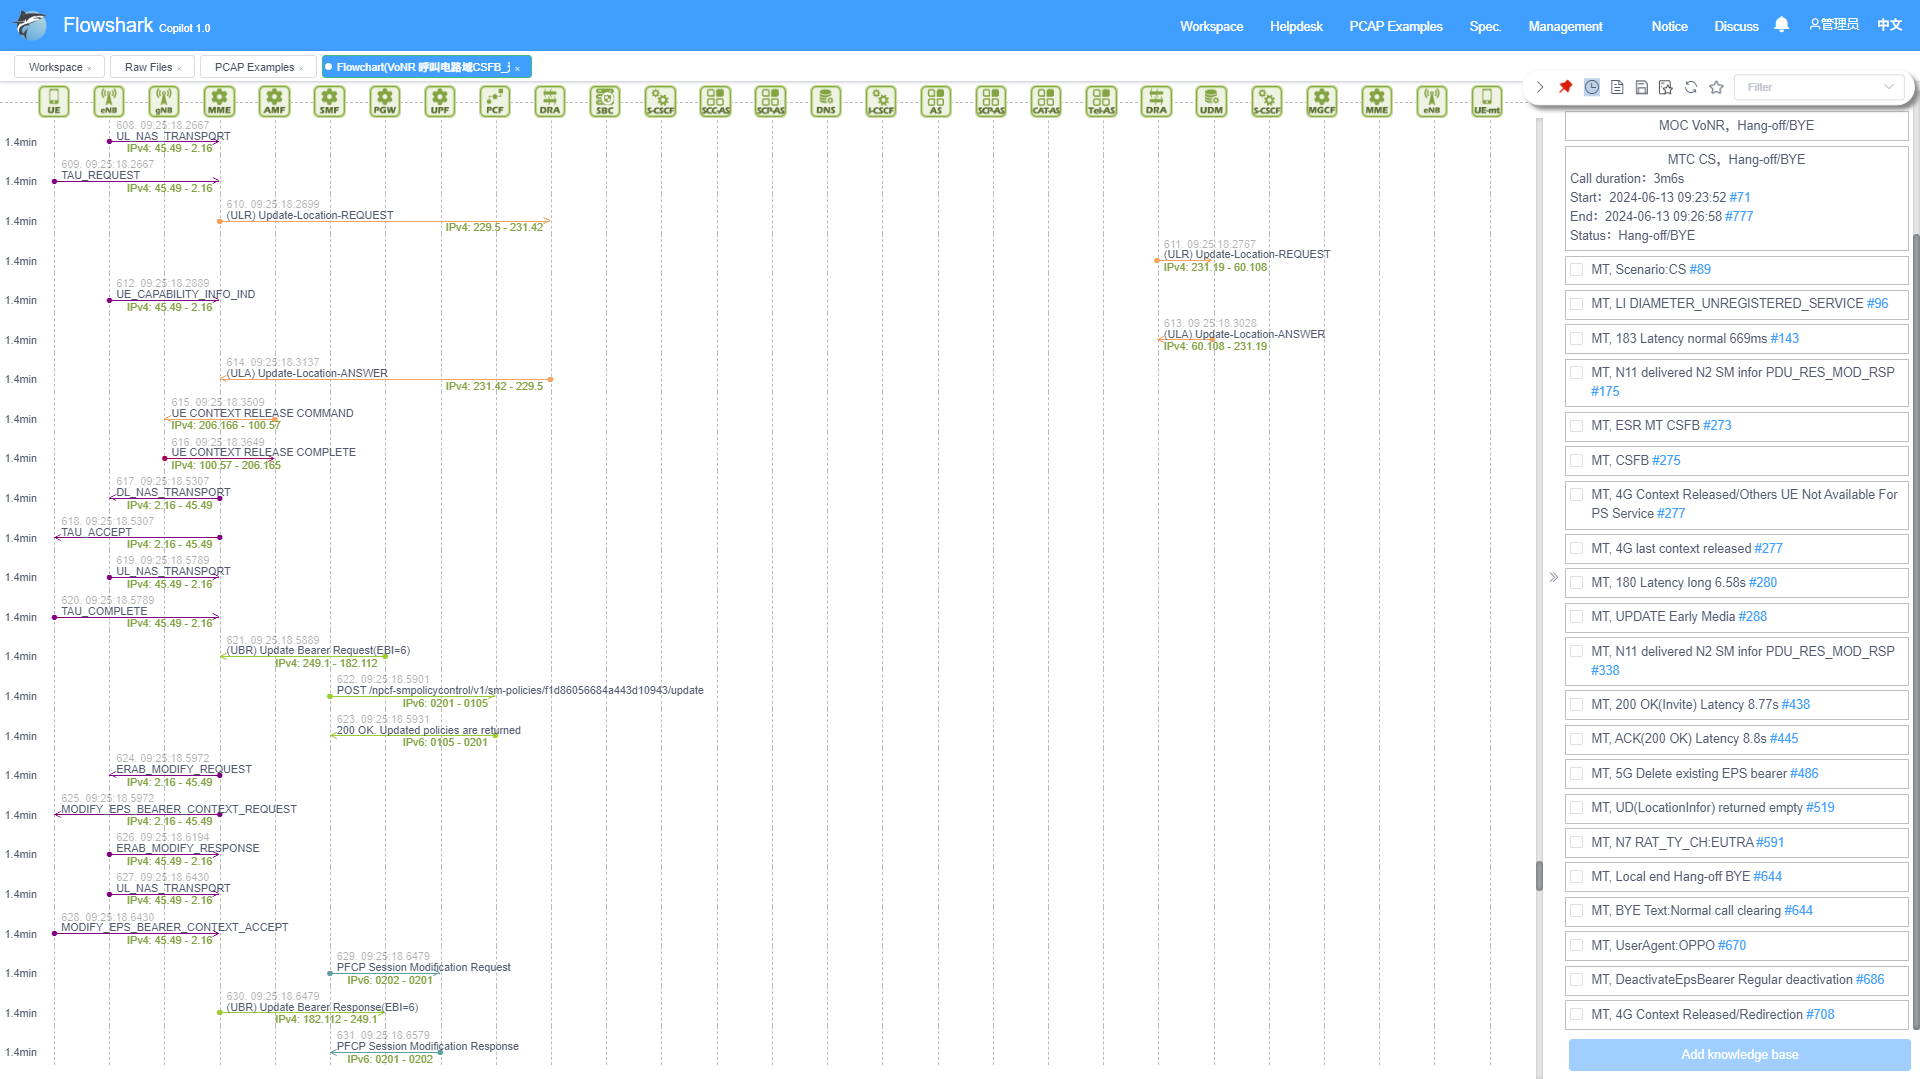 Flowshark Copilot 1.0
Workspace Helpdesk PCAP Examples Spec. Management Notice Discuss 管理员 中文
Workspace × Raw Files × PCAP Examples × Flowchart(VoNR 呼叫电路域CSFB_ ×
UE eNB gNB MME AMF SMF PGW UPF PCF DRA SBC S-CSCF SCC-AS SCP-AS DNS I-CSCF AS SCP-AS CAT-AS Tel-AS DRA UDM S-CSCF MGCF MME eNB UE-mt
Filter
608. 09:25:18.2667
1.4min UL_NAS_TRANSPORT
IPv4: 45.49 - 2.16
609. 09:25:18.2667
1.4min TAU_REQUEST
IPv4: 45.49 - 2.16
610. 09:25:18.2699
1.4min (ULR) Update-Location-REQUEST
IPv4: 229.5 - 231.42
611. 09:25:18.2767
1.4min (ULR) Update-Location-REQUEST
IPv4: 231.19 - 60.108
612. 09:25:18.2889
1.4min UE_CAPABILITY_INFO_IND
IPv4: 45.49 - 2.16
613. 09:25:18.3028
1.4min (ULA) Update-Location-ANSWER
IPv4: 60.108 - 231.19
614. 09:25:18.3137
1.4min (ULA) Update-Location-ANSWER
IPv4: 231.42 - 229.5
615. 09:25:18.3509
1.4min UE CONTEXT RELEASE COMMAND
IPv4: 206.166 - 100.57
616. 09:25:18.3649
1.4min UE CONTEXT RELEASE COMPLETE
IPv4: 100.57 - 206.165
617. 09:25:18.5307
1.4min DL_NAS_TRANSPORT
IPv4: 2.16 - 45.49
618. 09:25:18.5307
1.4min TAU_ACCEPT
IPv4: 2.16 - 45.49
619. 09:25:18.5789
1.4min UL_NAS_TRANSPORT
IPv4: 45.49 - 2.16
620. 09:25:18.5789
1.4min TAU_COMPLETE
IPv4: 45.49 - 2.16
621. 09:25:18.5889
1.4min (UBR) Update Bearer Request(EBI=6)
IPv4: 249.1 - 182.112
622. 09:25:18.5901
1.4min POST /npcf-smpolicycontrol/v1/sm-policies/f1d86056684a443d10943/update
IPv6: 0201 - 0105
623. 09:25:18.5931
1.4min 200 OK. Updated policies are returned
IPv6: 0105 - 0201
624. 09:25:18.5972
1.4min ERAB_MODIFY_REQUEST
IPv4: 2.16 - 45.49
625. 09:25:18.5972
1.4min MODIFY_EPS_BEARER_CONTEXT_REQUEST
IPv4: 2.16 - 45.49
626. 09:25:18.6194
1.4min ERAB_MODIFY_RESPONSE
IPv4: 45.49 - 2.16
627. 09:25:18.6430
1.4min UL_NAS_TRANSPORT
IPv4: 45.49 - 2.16
628. 09:25:18.6430
1.4min MODIFY_EPS_BEARER_CONTEXT_ACCEPT
IPv4: 45.49 - 2.16
629. 09:25:18.6479
1.4min PFCP Session Modification Request
IPv6: 0202 - 0201
630. 09:25:18.6479
1.4min (UBR) Update Bearer Response(EBI=6)
IPv4: 182.112 - 249.1
631. 09:25:18.6579
1.4min PFCP Session Modification Response
IPv6: 0201 - 0202
MOC VoNR，Hang-off/BYE
MTC CS，Hang-off/BYE
Call duration：3m6s
Start：2024-06-13 09:23:52 #71
End：2024-06-13 09:26:58 #777
Status：Hang-off/BYE
MT, Scenario:CS #89
MT, LI DIAMETER_UNREGISTERED_SERVICE #96
MT, 183 Latency normal 669ms #143
MT, N11 delivered N2 SM infor PDU_RES_MOD_RSP
#175
MT, ESR MT CSFB #273
MT, CSFB #275
MT, 4G Context Released/Others UE Not Available For
PS Service #277
MT, 4G last context released #277
MT, 180 Latency long 6.58s #280
MT, UPDATE Early Media #288
MT, N11 delivered N2 SM infor PDU_RES_MOD_RSP
#338
MT, 200 OK(Invite) Latency 8.77s #438
MT, ACK(200 OK) Latency 8.8s #445
MT, 5G Delete existing EPS bearer #486
MT, UD(LocationInfor) returned empty #519
MT, N7 RAT_TY_CH:EUTRA #591
MT, Local end Hang-off BYE #644
MT, BYE Text:Normal call clearing #644
MT, UserAgent:OPPO #670
MT, DeactivateEpsBearer Regular deactivation #686
MT, 4G Context Released/Redirection #708
Add knowledge base